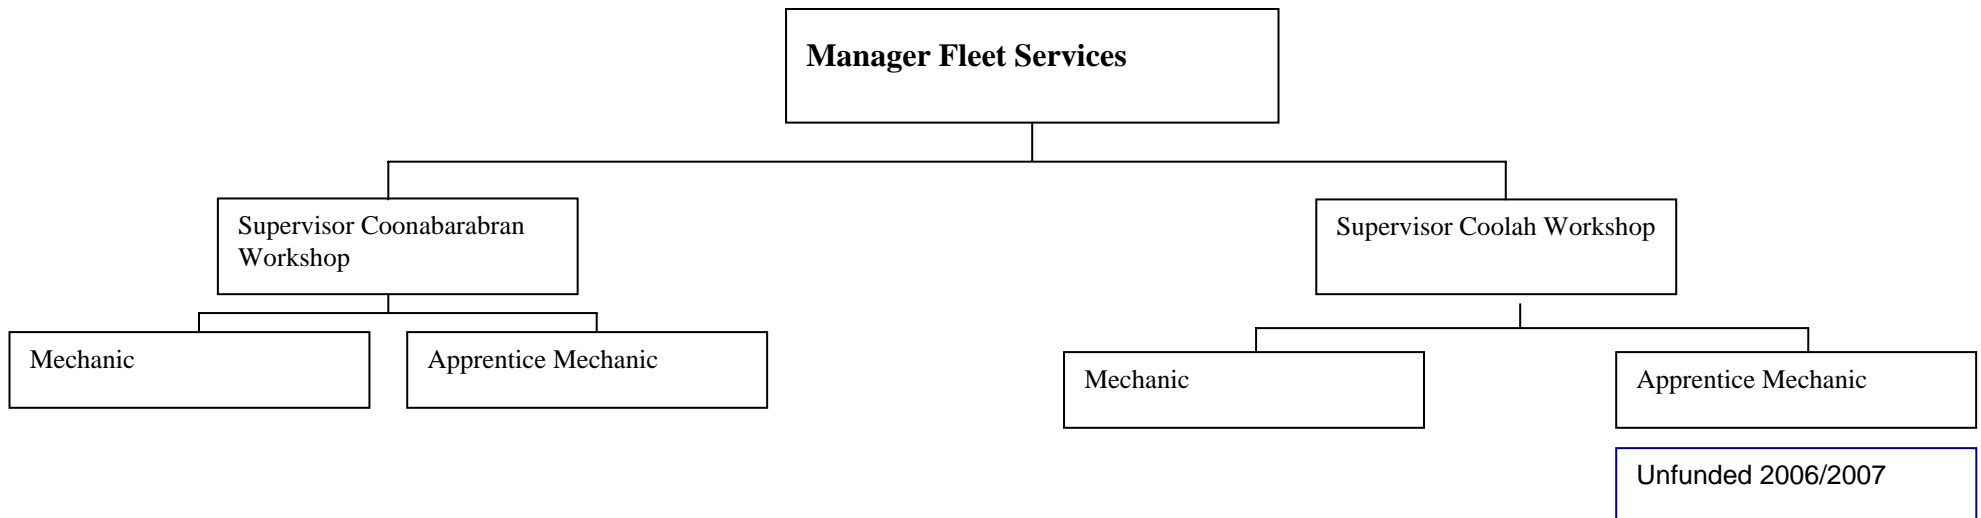 Manager Fleet Services
Supervisor Coonabarabran
Workshop
Supervisor Coolah Workshop
Mechanic
Apprentice Mechanic
Mechanic
Apprentice Mechanic
Unfunded 2006/2007